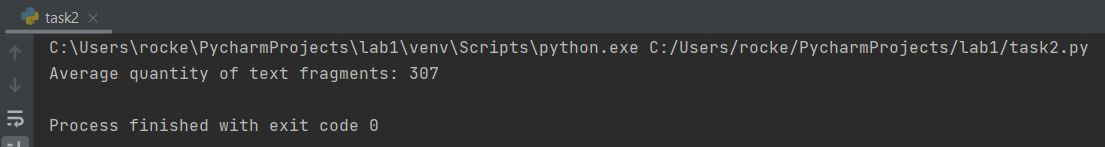 task2
C:\Users\rocke\PycharmProjects\lab1\venv\Scripts\python.exe C:/Users/rocke/PycharmProjects/lab1/task2.py
Average quantity of text fragments: 307
Process finished with exit code 0